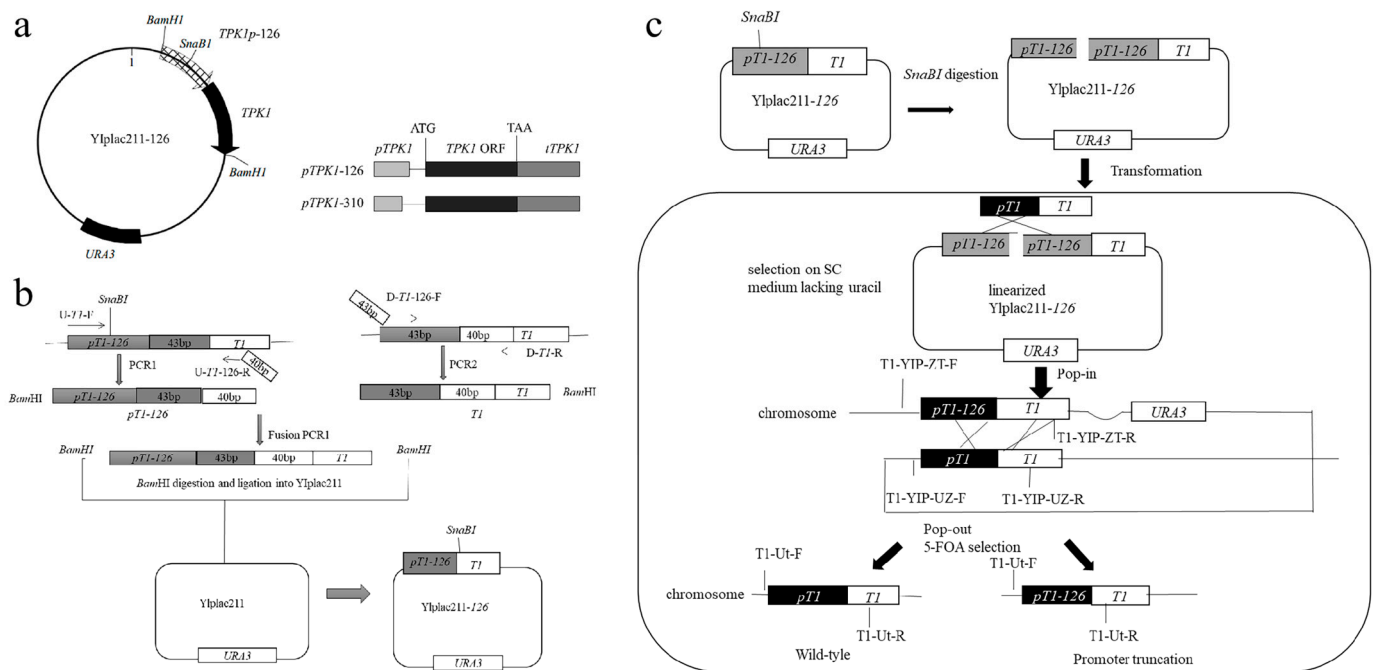 a
BamH1
SnaB1
TPK1p-126
1
TPK1
YIplac211-126
BamH1
URA3
ATG
TAA
pTPK1
TPK1 ORF
tTPK1
pTPK1-126
pTPK1-310
b
SnaBI
U-T1-F
pT1-126
43bp
T1
40bp
PCR1
U-T1-126-R
BamHI
pT1-126
43bp
40bp
pT1-126
43bp
D-T1-126-F
43bp
40bp
T1
D-T1-R
PCR2
43bp
40bp
T1
BamHI
T1
Fusion PCR1
BamHI
pT1-126
43bp
40bp
T1
BamHI
BamHI digestion and ligation into YIplac211
Ylplac211
URA3
SnaBI
pT1-126
T1
Ylplac211-126
URA3
c
SnaBI
pT1-126
T1
Ylplac211-126
URA3
SnaBI digestion
pT1-126
pT1-126
T1
Ylplac211-126
URA3
Transformation
pT1
T1
pT1-126
pT1-126
T1
selection on SC
medium lacking uracil
linearized
Ylplac211-126
URA3
Pop-in
T1-YIP-ZT-F
chromosome
pT1-126
T1
URA3
T1-YIP-ZT-R
pT1
T1
T1-YIP-UZ-F
T1-YIP-UZ-R
Pop-out
5-FOA selection
T1-Ut-F
chromosome
pT1
T1
T1-Ut-R
Wild-tyle
T1-Ut-F
pT1-126
T1
T1-Ut-R
Promoter truncation